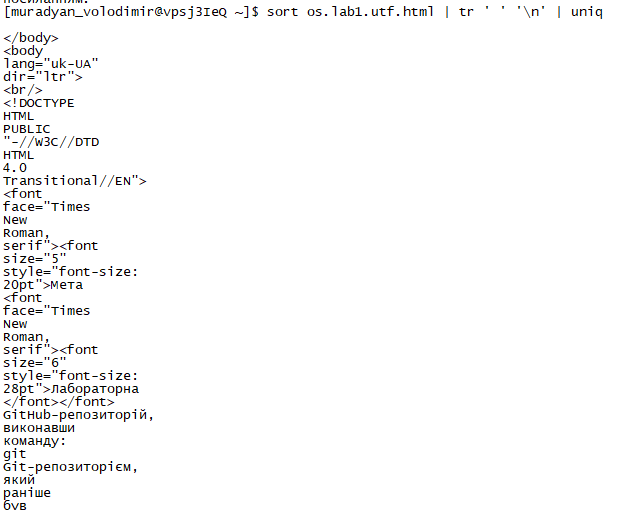 посиланням.
[muradyan_volodimir@vpsj3IeQ ~]$ sort os.lab1.utf.html | tr ' ' '\n' | uniq
</body>
<body
lang="uk-UA"
dir="ltr">
<br/>
<!DOCTYPE
HTML
PUBLIC
"-//W3C//DTD
HTML
4.0
Transitional//EN">
<font
face="Times
New
Roman,
serif"><font
size="5"
style="font-size:
20pt">Мета
<font
face="Times
New
Roman,
serif"><font
size="6"
style="font-size:
28pt">Лабораторна
</font></font>
GitHub-репозиторій,
виконавши
команду:
git
Git-репозиторієм,
який
раніше
був